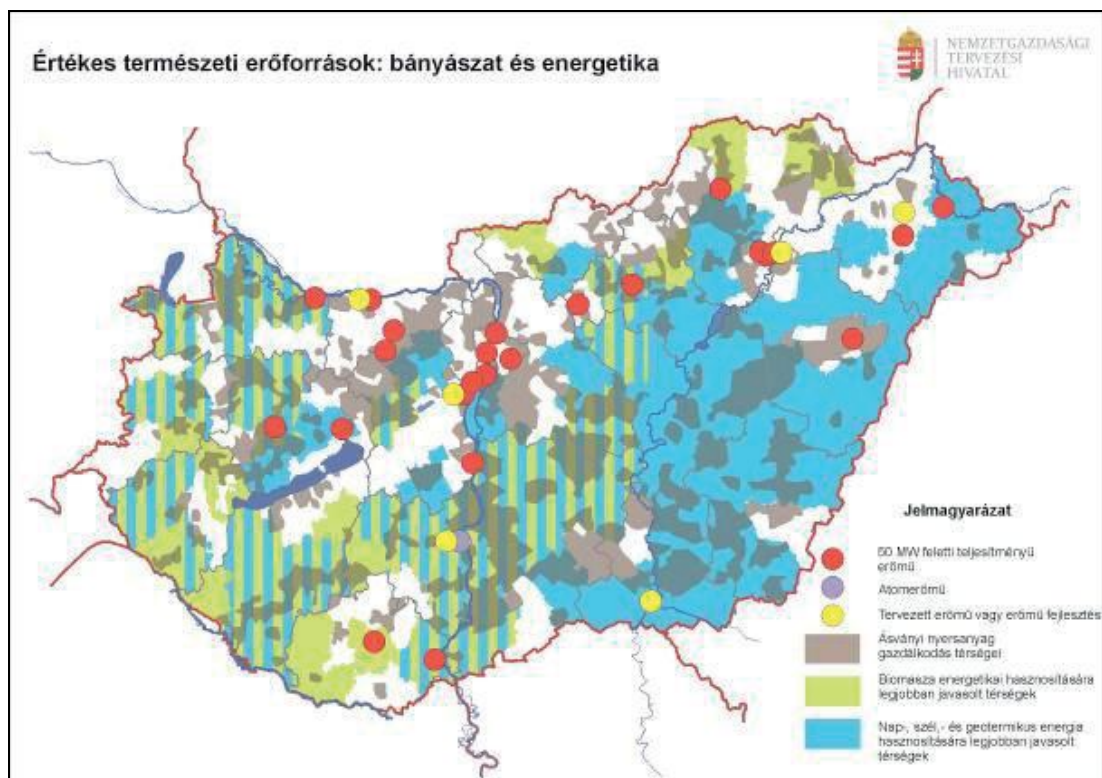 Értékes természeti erőforrások: bányászat és energetika
NEMZETGAZDASÁGI
TERVEZÉSI
HIVATAL
Jelmagyarázat
50 MW feletti teljesítményű
erőmű
Atomerőmű
Tervezett erőmű vagy erőmű fejlesztés
Ásványi nyersanyag
gazdálkodás térségei
Biomasza energetikai hasznosítására
legjobban javasolt térségek
Nap-, szél,- és geotermikus energia
hasznosítására legjobban javasolt
térségek